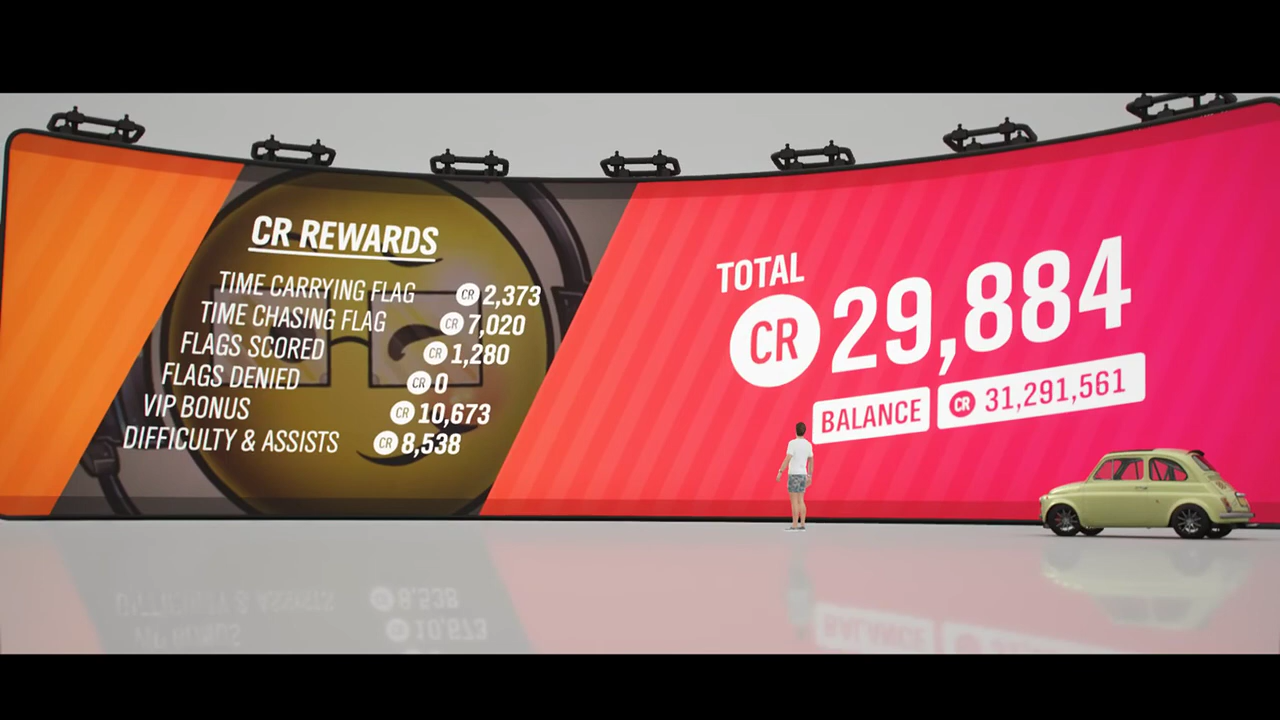 CR REWARDS
TIME CARRYING FLAG CR 2,373
TIME CHASING FLAG CR 7,020
FLAGS SCORED CR 1,280
FLAGS DENIED CR 0
VIP BONUS CR 10,673
DIFFICULTY & ASSISTS CR 8,538
TOTAL
CR 29,884
BALANCE CR 31,291,561